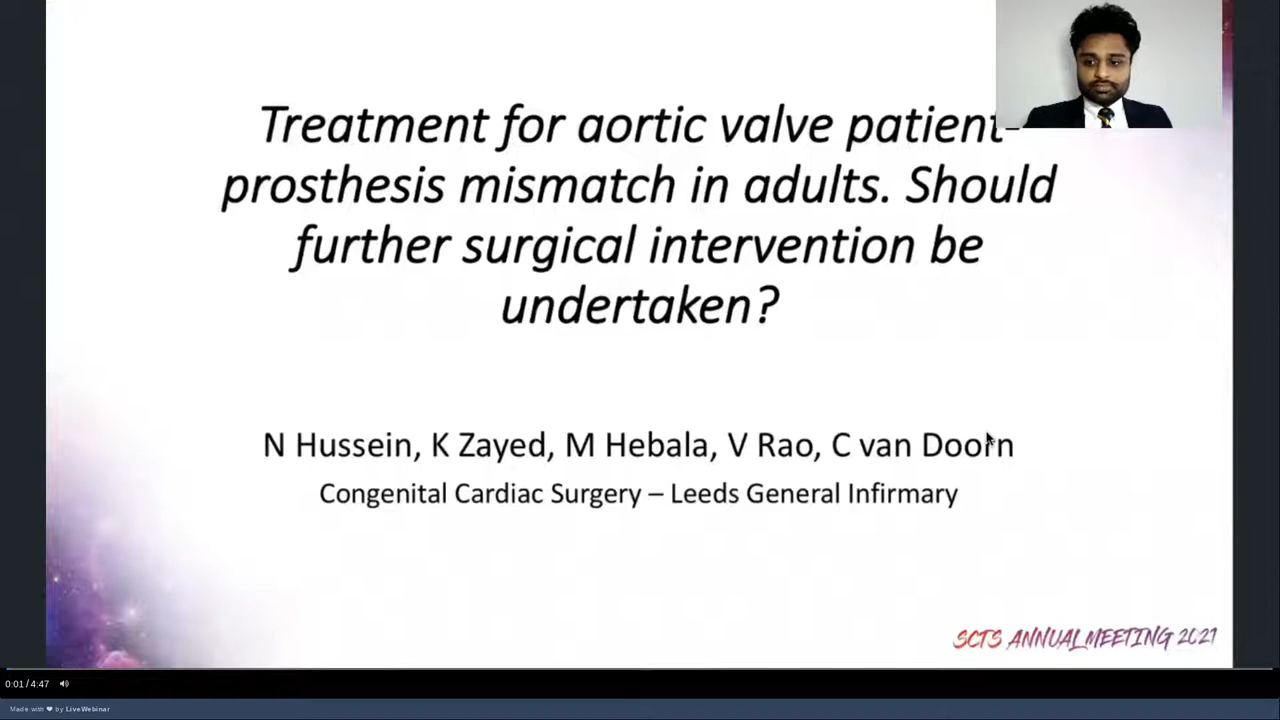 Treatment for aortic valve patient-
prosthesis mismatch in adults. Should
further surgical intervention be
undertaken?
N Hussein, K Zayed, M Hebala, V Rao, C van Doorn
Congenital Cardiac Surgery – Leeds General Infirmary
SCTS ANNUAL MEETING 2021
0:01 / 4:47
Made with ❤ by LiveWebinar